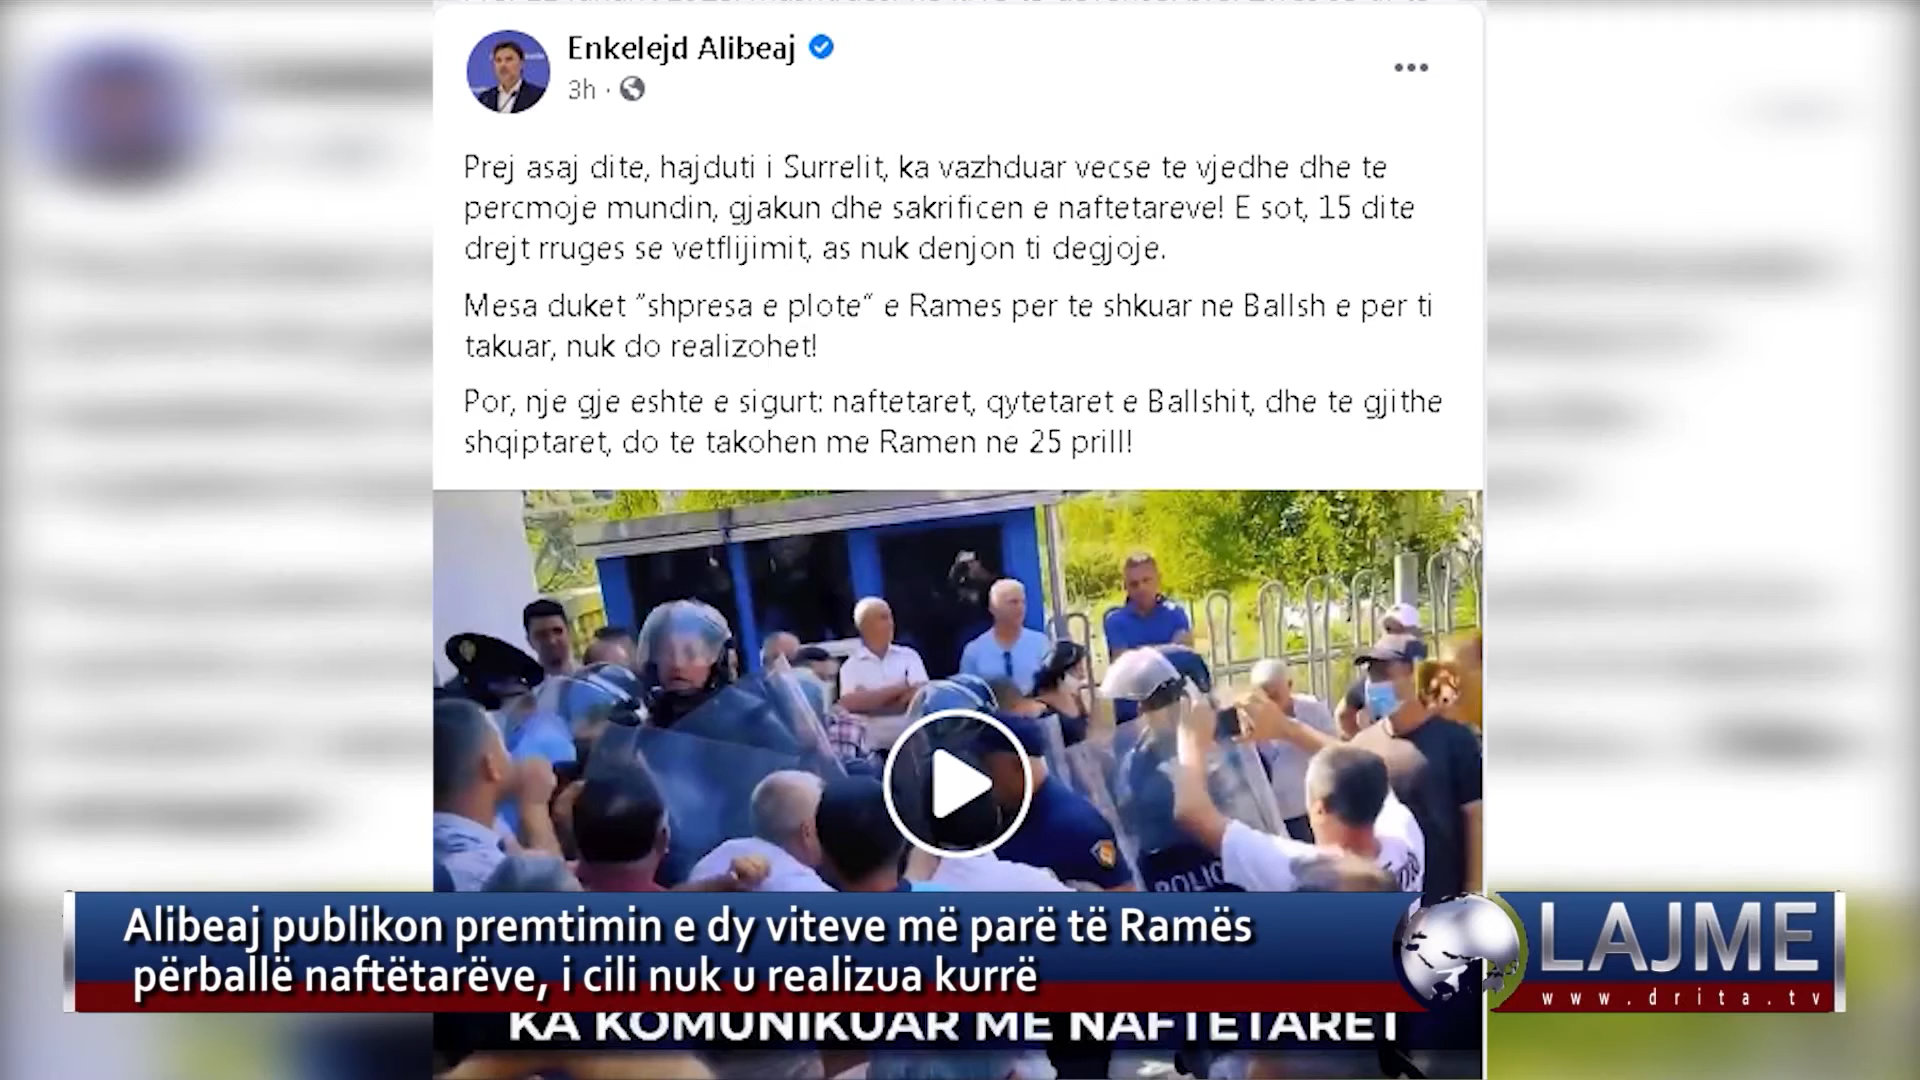 Enkelejd Alibeaj
3h ·
Prej asaj dite, hajduti i Surrelit, ka vazhduar vecse te vjedhe dhe te
percmoje mundin, gjakun dhe sakrificen e naftetareve! E sot, 15 dite
drejt rruges se vetflijimit, as nuk denjon ti degjoje.
Mesa duket "shpresa e plote" e Rames per te shkuar ne Ballsh e per ti
takuar, nuk do realizohet!
Por, nje gje eshte e sigurt: naftetaret, qytetaret e Ballshit, dhe te gjithe
shqiptaret, do te takohen me Ramen ne 25 prill!
POLIC
Alibeaj publikon premtimin e dy viteve më parë të Ramës
përballë naftëtarëve, i cili nuk u realizua kurrë
LAJME
www.drita.tv
KA KOMUNIKUAR ME NAFTETARET